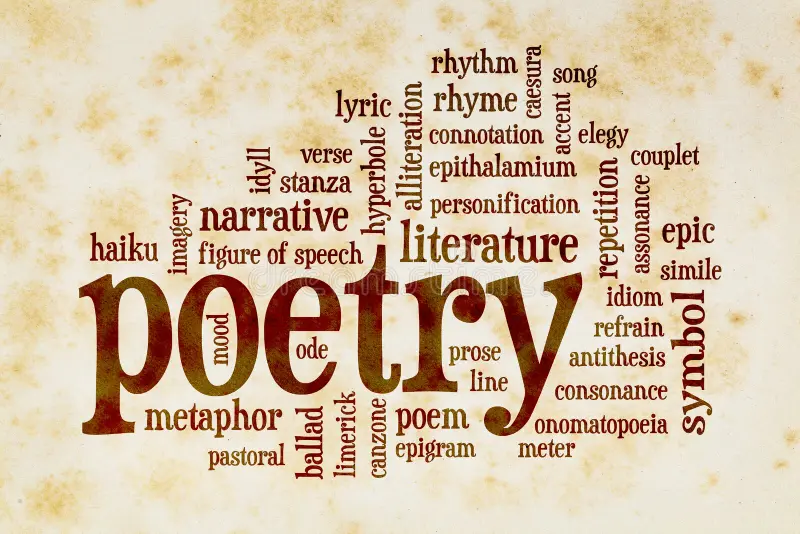 rhythm
caesura
song
lyric
rhyme
accent
alliteration
connotation
elegy
idyll
verse
hyperbole
epithalamium
couplet
stanza
repetition
assonance
imagery
narrative
personification
epic
haiku
figure of speech
literature
simile
poetry
idiom
symbol
mood
ode
prose
refrain
antithesis
line
consonance
metaphor
ballad
limerick
canzone
poem
onomatopoeia
pastoral
epigram
meter